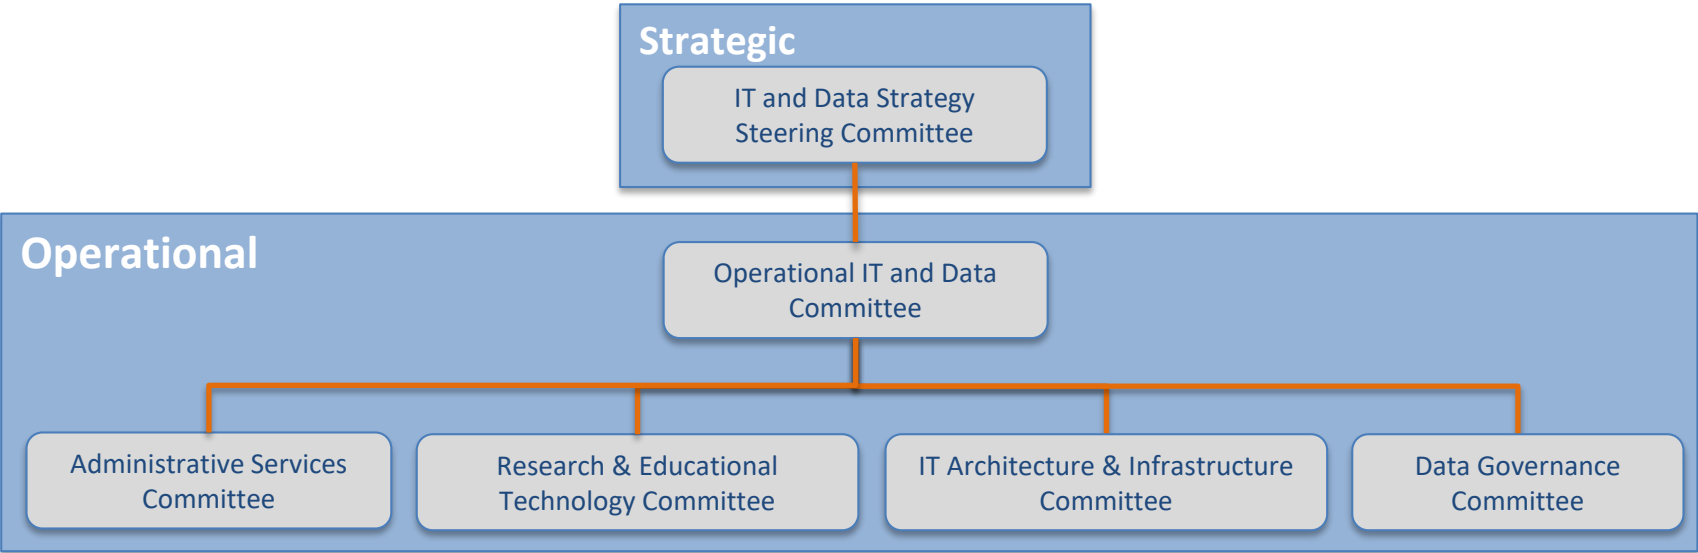 Strategic
IT and Data Strategy
Steering Committee
Operational
Operational IT and Data
Committee
Administrative Services
Committee
Research & Educational
Technology Committee
IT Architecture & Infrastructure
Committee
Data Governance
Committee